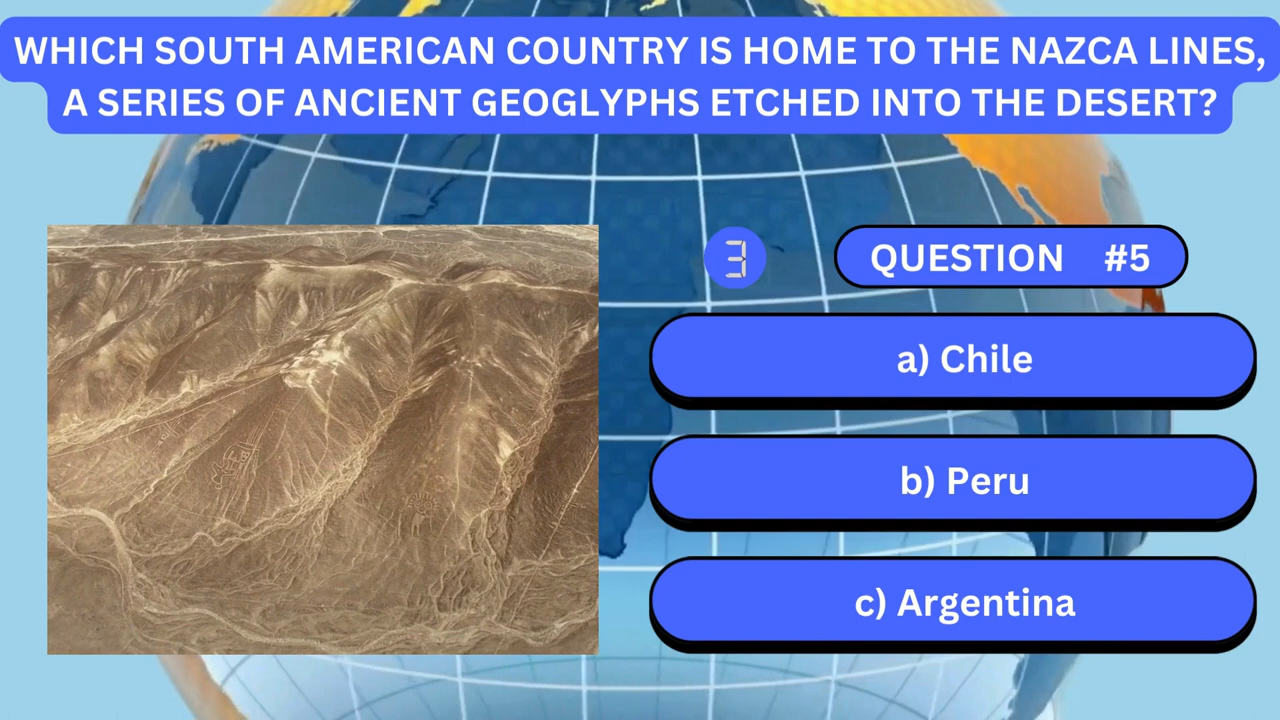 WHICH SOUTH AMERICAN COUNTRY IS HOME TO THE NAZCA LINES,
A SERIES OF ANCIENT GEOGLYPHS ETCHED INTO THE DESERT?
3
QUESTION #5
a) Chile
b) Peru
c) Argentina